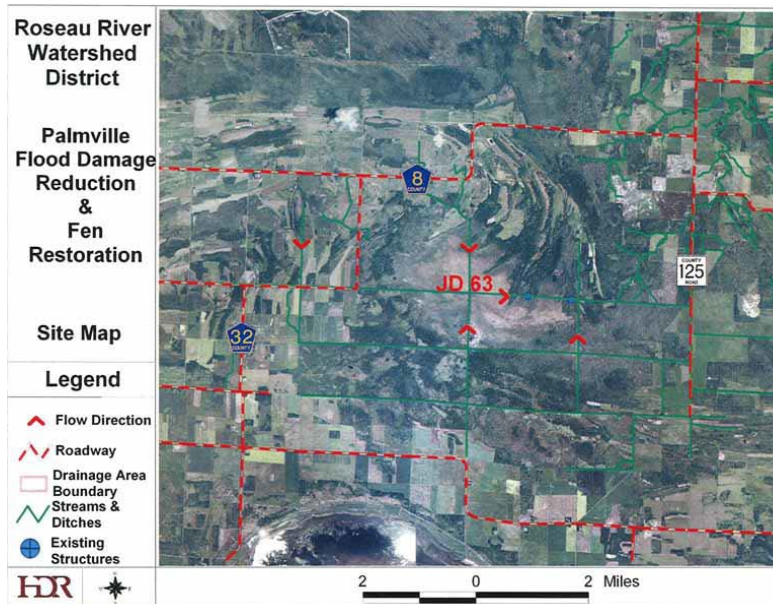 Roseau River
Watershed
District
Palmville
Flood Damage
Reduction
&
Fen
Restoration
Site Map
Legend
Flow Direction
Roadway
Drainage Area
Boundary
Streams &
Ditches
Existing
Structures
HDR
8
COUNTY
JD 63
COUNTY
125
ROAD
32
COUNTY
2 0 2 Miles